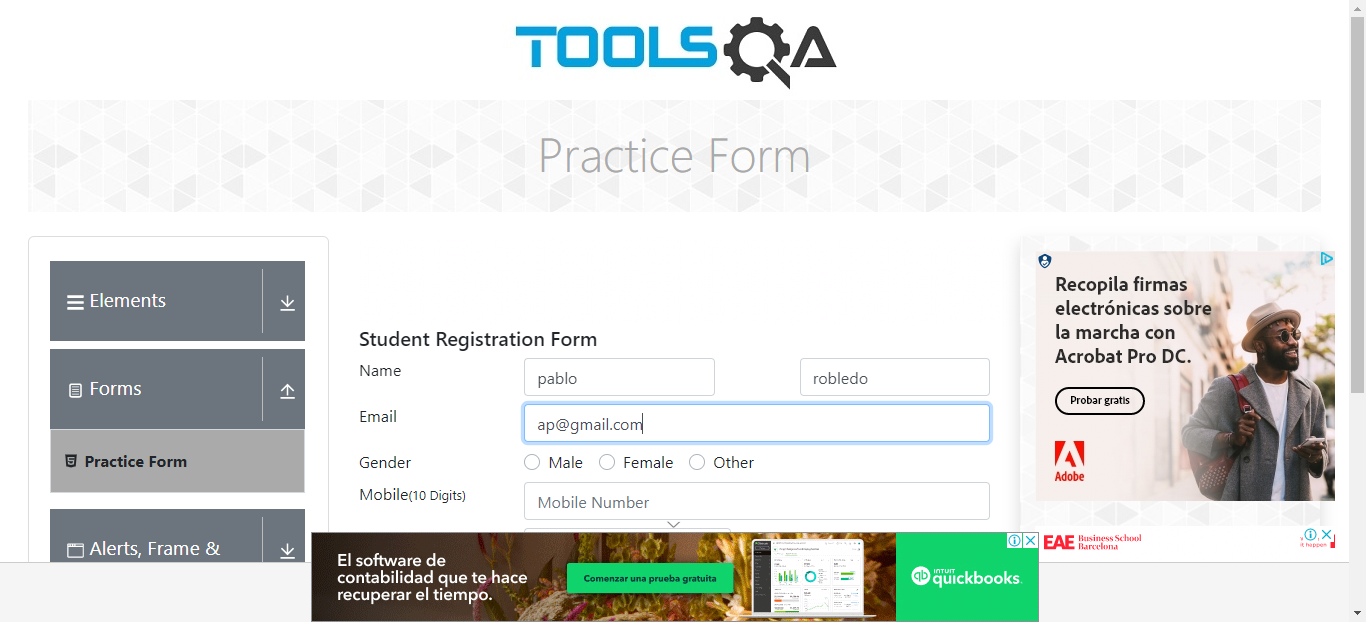 TOOLSQA
Practice Form
Elements
Forms
Practice Form
Alerts, Frame &
Student Registration Form
Name
pablo
robledo
Email
ap@gmail.com
Gender
Male
Female
Other
Mobile(10 Digits)
Mobile Number
Recopila firmas
electrónicas sobre
la marcha con
Acrobat Pro DC.
Probar gratis
Adobe
El software de
contabilidad que te hace
recuperar el tiempo.
Comenzar una prueba gratuita
INTUIT
quickbooks
EAE Business School
Barcelona
it happen